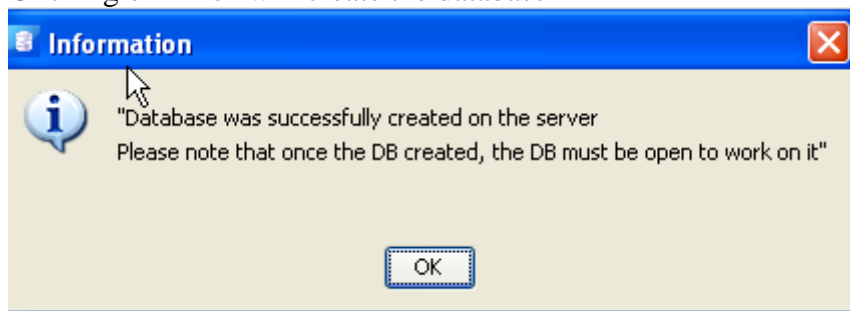 Information
"Database was successfully created on the server
Please note that once the DB created, the DB must be open to work on it"
OK